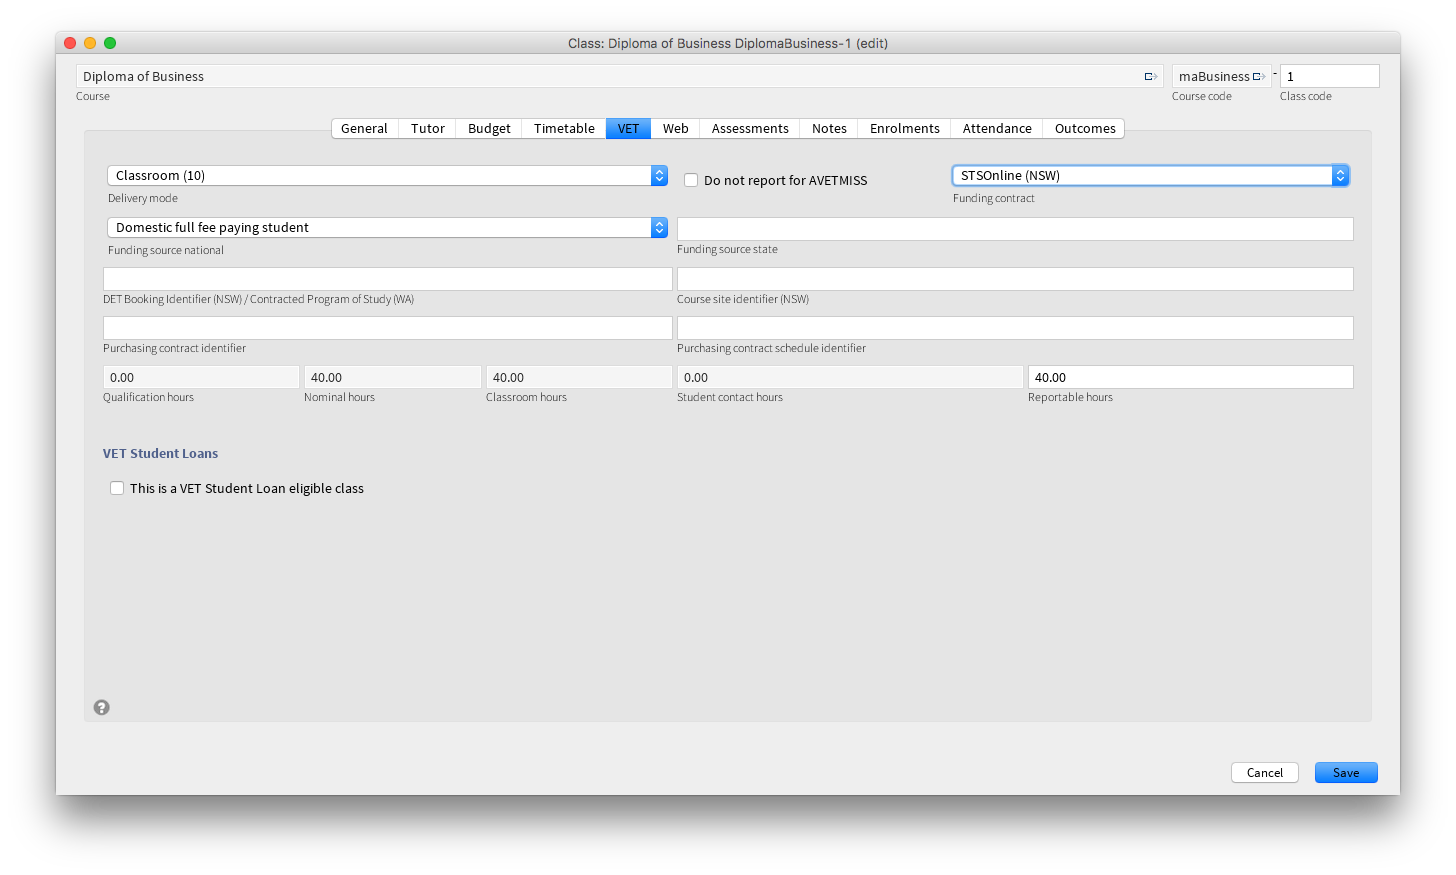 Class: Diploma of Business DiplomaBusiness-1 (edit)
Diploma of Business maBusiness - 1
Course Course code Class code
General Tutor Budget Timetable VET Web Assessments Notes Enrolments Attendance Outcomes
Classroom (10) Do not report for AVETMISS STSOnline (NSW)
Delivery mode Funding contract
Domestic full fee paying student
Funding source national Funding source state
DET Booking Identifier (NSW) / Contracted Program of Study (WA) Course site identifier (NSW)
Purchasing contract identifier Purchasing contract schedule identifier
0.00 40.00 40.00 0.00 40.00
Qualification hours Nominal hours Classroom hours Student contact hours Reportable hours
VET Student Loans
This is a VET Student Loan eligible class
?
Cancel Save